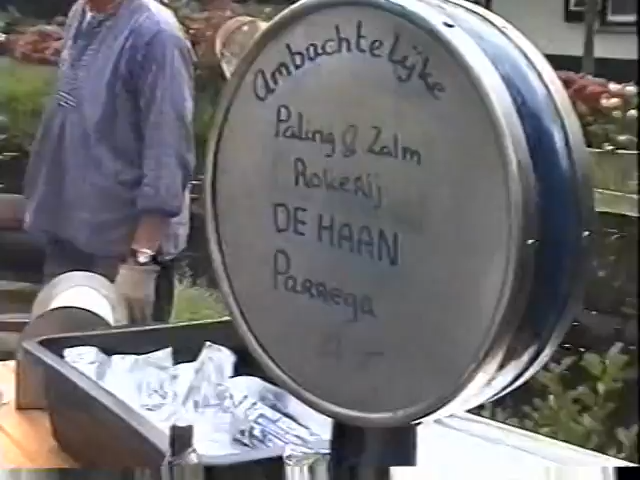 Ambachtelijke
Paling & Zalm
Rokerij
DE HAAN
Parrega